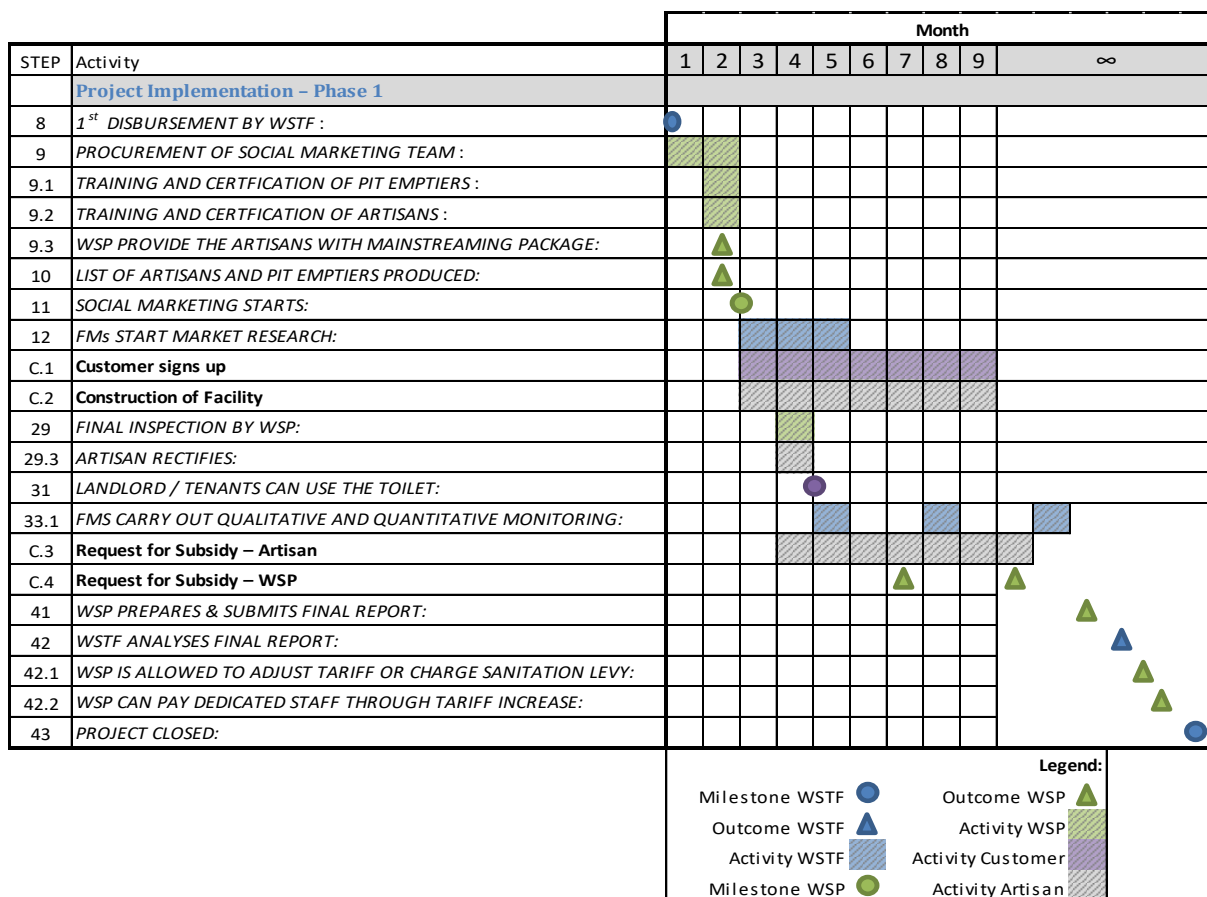 Month
STEP Activity 1 2 3 4 5 6 7 8 9 ∞
Project Implementation – Phase 1
8 1st DISBURSEMENT BY WSTF :
9 PROCUREMENT OF SOCIAL MARKETING TEAM :
9.1 TRAINING AND CERTFICATION OF PIT EMPTIERS :
9.2 TRAINING AND CERTFICATION OF ARTISANS :
9.3 WSP PROVIDE THE ARTISANS WITH MAINSTREAMING PACKAGE:
10 LIST OF ARTISANS AND PIT EMPTIERS PRODUCED:
11 SOCIAL MARKETING STARTS:
12 FMs START MARKET RESEARCH:
C.1 Customer signs up
C.2 Construction of Facility
29 FINAL INSPECTION BY WSP:
29.3 ARTISAN RECTIFIES:
31 LANDLORD / TENANTS CAN USE THE TOILET:
33.1 FMS CARRY OUT QUALITATIVE AND QUANTITATIVE MONITORING:
C.3 Request for Subsidy – Artisan
C.4 Request for Subsidy – WSP
41 WSP PREPARES & SUBMITS FINAL REPORT:
42 WSTF ANALYSES FINAL REPORT:
42.1 WSP IS ALLOWED TO ADJUST TARIFF OR CHARGE SANITATION LEVY:
42.2 WSP CAN PAY DEDICATED STAFF THROUGH TARIFF INCREASE:
43 PROJECT CLOSED:
Legend:
Milestone WSTF Outcome WSP
Outcome WSTF Activity WSP
Activity WSTF Activity Customer
Milestone WSP Activity Artisan